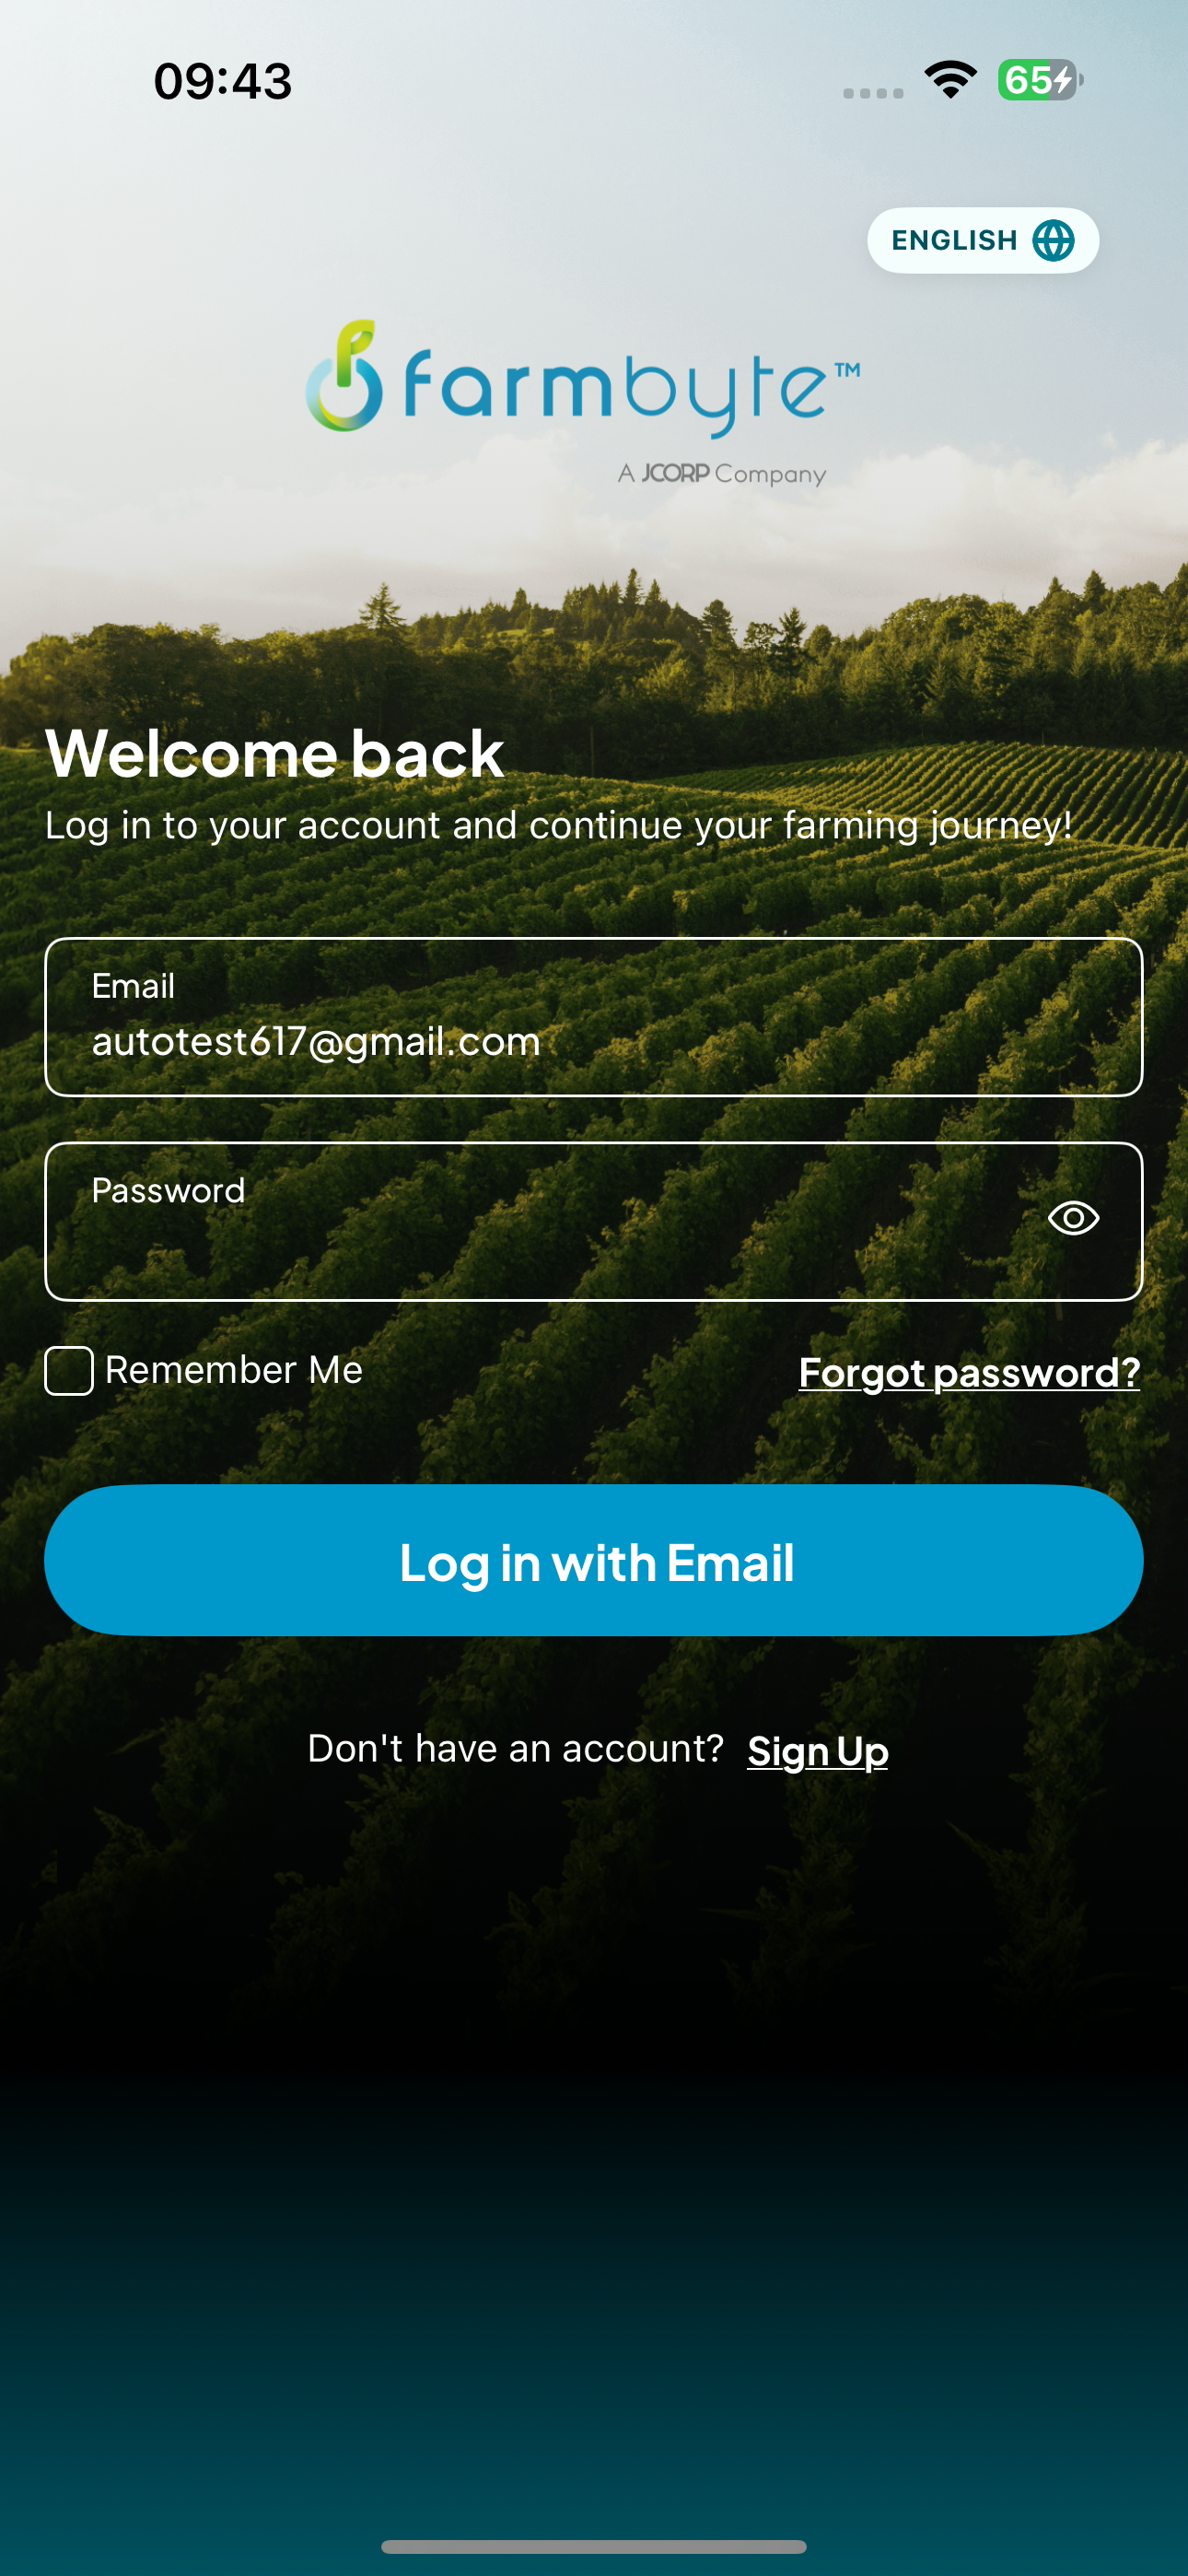 09:43
65
ENGLISH
farmbyte™
A JCORP Company
Welcome back
Log in to your account and continue your farming journey!
Email
autotest617@gmail.com
Password
Remember Me
Forgot password?
Log in with Email
Don't have an account? Sign Up